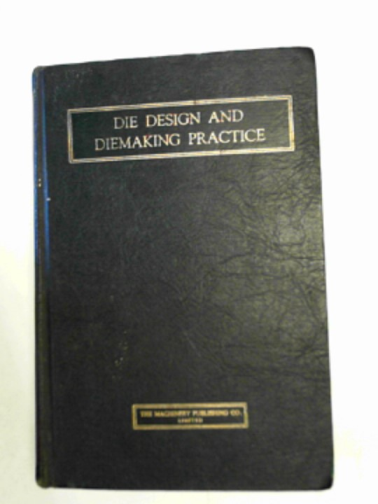 DIE DESIGN AND
DIEMAKING PRACTICE
THE MACHINERY PUBLISHING CO.
LIMITED